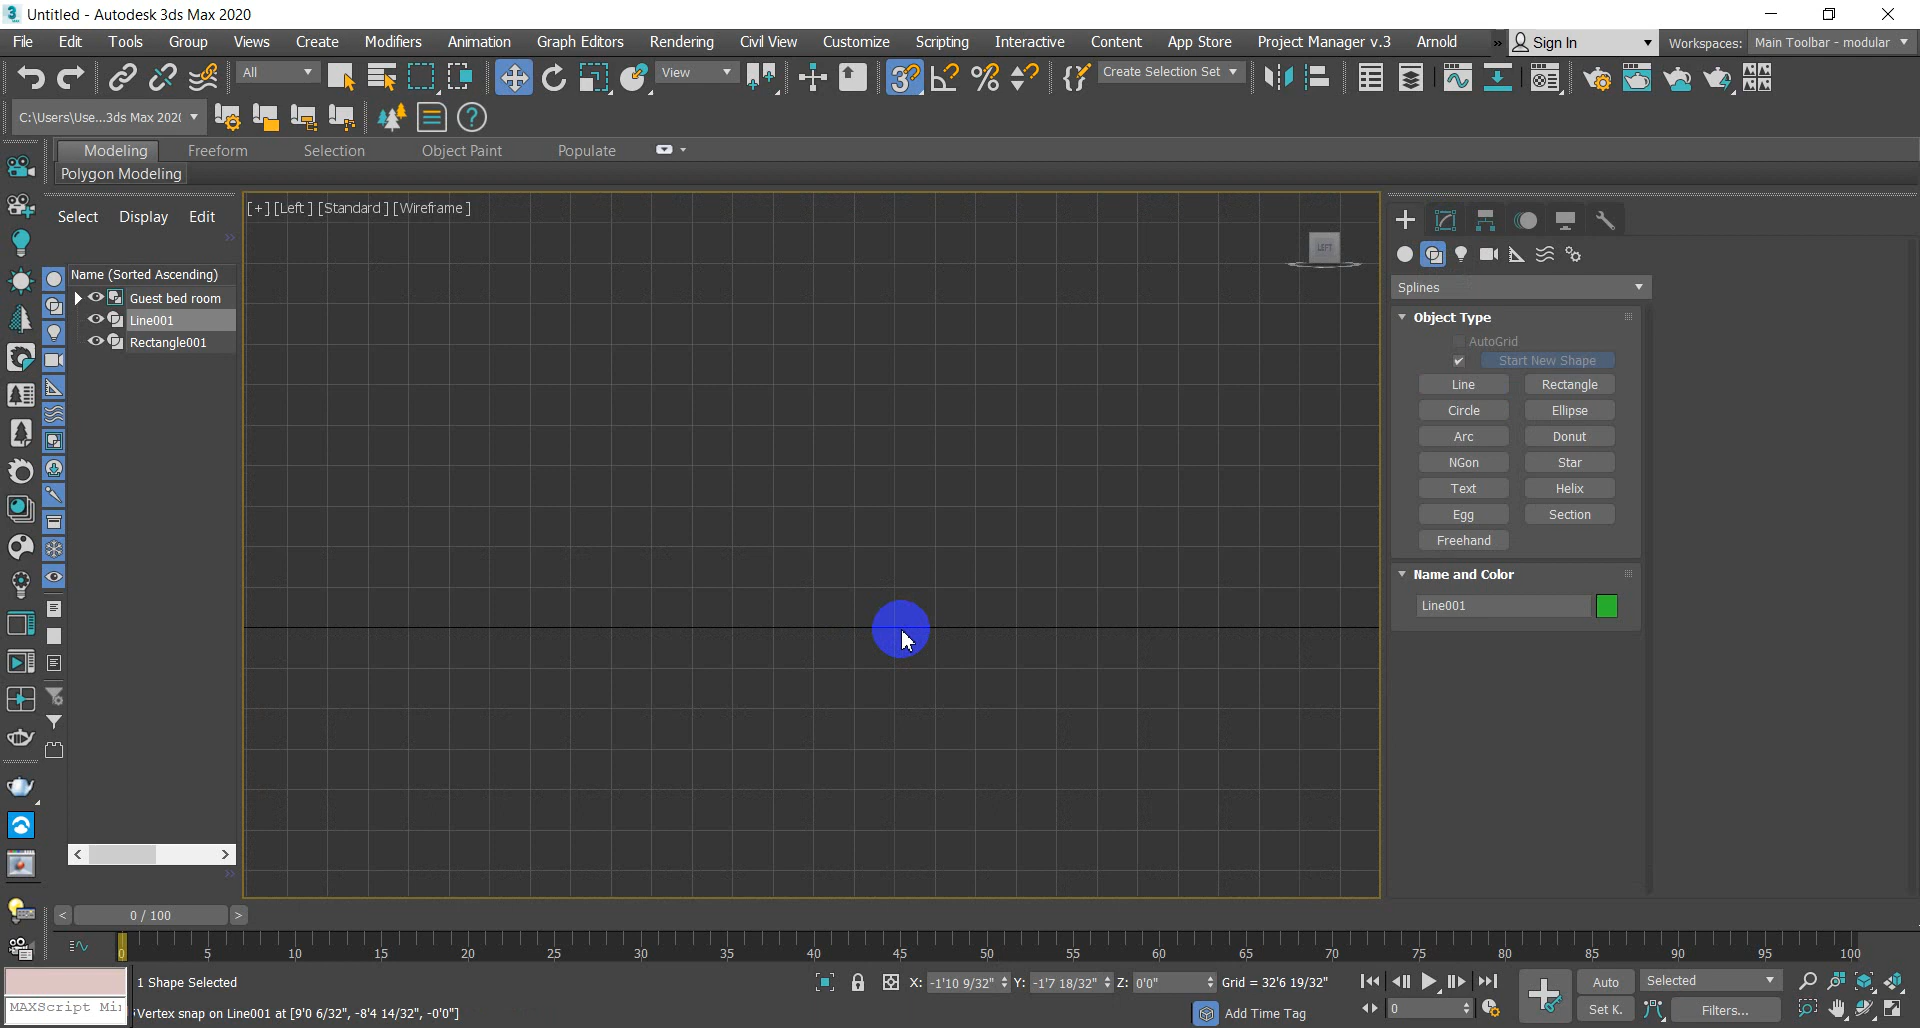 Untitled - Autodesk 3ds Max 2020
File Edit Tools Group Views Create Modifiers Animation Graph Editors Rendering Civil View Customize Scripting Interactive Content App Store Project Manager v.3 Arnold » Sign In Workspaces: Main Toolbar - modular
All View Create Selection Set
C:\Users\Use...3ds Max 202(
Modeling Freeform Selection Object Paint Populate
Polygon Modeling
Select Display Edit
[+] [Left ] [Standard ] [Wireframe ]
LEFT
Name (Sorted Ascending)
Guest bed room
Line001
Rectangle001
Splines
Object Type
AutoGrid
Start New Shape
Line Rectangle
Circle Ellipse
Arc Donut
NGon Star
Text Helix
Egg Section
Freehand
Name and Color
Line001
< 0 / 100 >
0 5 10 15 20 25 30 35 40 45 50 55 60 65 70 75 80 85 90 95 100
1 Shape Selected X: -1'10 9/32" Y: -1'7 18/32" Z: 0'0" Grid = 32'6 19/32" Auto Selected
MAXScript Mi Vertex snap on Line001 at [9'0 6/32", -8'4 14/32", -0'0"] Add Time Tag 0 Set K. Filters...